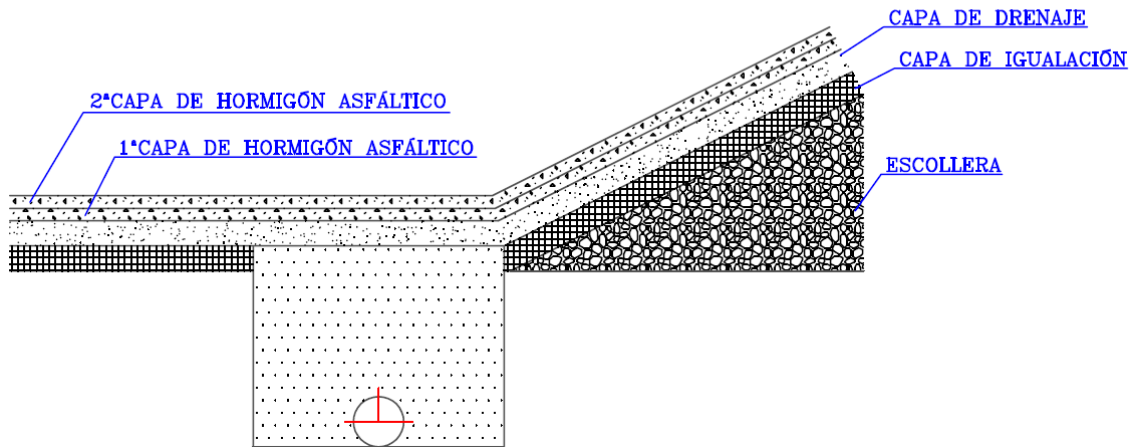 CAPA DE DRENAJE
CAPA DE IGUALACIÓN
2ªCAPA DE HORMIGÓN ASFÁLTICO
1ªCAPA DE HORMIGÓN ASFÁLTICO
ESCOLLERA